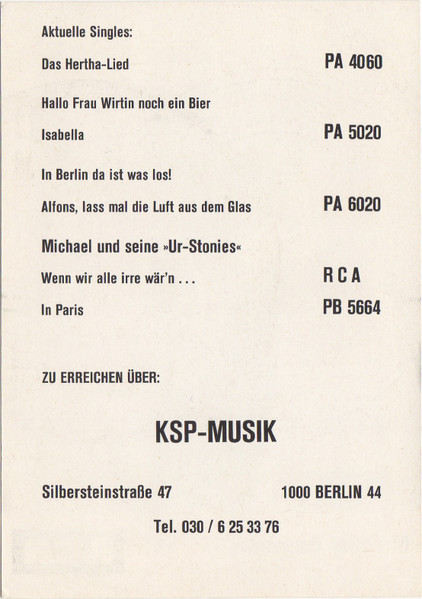 Aktuelle Singles:
Das Hertha-Lied PA 4060
Hallo Frau Wirtin noch ein Bier
Isabella PA 5020
In Berlin da ist was los!
Alfons, lass mal die Luft aus dem Glas PA 6020
Michael und seine »Ur-Stonies«
Wenn wir alle irre wär'n . . . R C A
In Paris PB 5664
ZU ERREICHEN ÜBER:
KSP-MUSIK
Silbersteinstraße 47 1000 BERLIN 44
Tel. 030 / 6 25 33 76